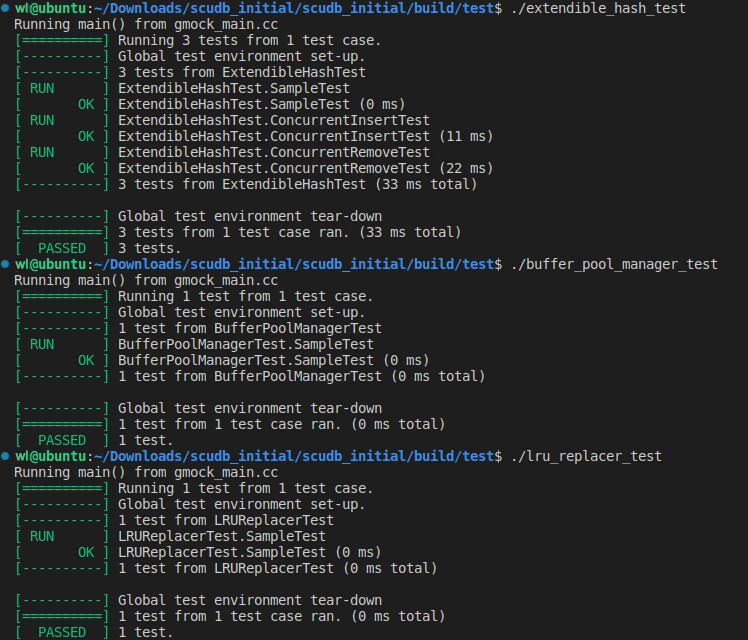 wl@ubuntu:~/Downloads/scudb_initial/scudb_initial/build/test$ ./extendible_hash_test
Running main() from gmock_main.cc
[==========] Running 3 tests from 1 test case.
[----------] Global test environment set-up.
[----------] 3 tests from ExtendibleHashTest
[ RUN      ] ExtendibleHashTest.SampleTest
[       OK ] ExtendibleHashTest.SampleTest (0 ms)
[ RUN      ] ExtendibleHashTest.ConcurrentInsertTest
[       OK ] ExtendibleHashTest.ConcurrentInsertTest (11 ms)
[ RUN      ] ExtendibleHashTest.ConcurrentRemoveTest
[       OK ] ExtendibleHashTest.ConcurrentRemoveTest (22 ms)
[----------] 3 tests from ExtendibleHashTest (33 ms total)

[----------] Global test environment tear-down
[==========] 3 tests from 1 test case ran. (33 ms total)
[  PASSED  ] 3 tests.
wl@ubuntu:~/Downloads/scudb_initial/scudb_initial/build/test$ ./buffer_pool_manager_test
Running main() from gmock_main.cc
[==========] Running 1 test from 1 test case.
[----------] Global test environment set-up.
[----------] 1 test from BufferPoolManagerTest
[ RUN      ] BufferPoolManagerTest.SampleTest
[       OK ] BufferPoolManagerTest.SampleTest (0 ms)
[----------] 1 test from BufferPoolManagerTest (0 ms total)

[----------] Global test environment tear-down
[==========] 1 test from 1 test case ran. (0 ms total)
[  PASSED  ] 1 test.
wl@ubuntu:~/Downloads/scudb_initial/scudb_initial/build/test$ ./lru_replacer_test
Running main() from gmock_main.cc
[==========] Running 1 test from 1 test case.
[----------] Global test environment set-up.
[----------] 1 test from LRUReplacerTest
[ RUN      ] LRUReplacerTest.SampleTest
[       OK ] LRUReplacerTest.SampleTest (0 ms)
[----------] 1 test from LRUReplacerTest (0 ms total)

[----------] Global test environment tear-down
[==========] 1 test from 1 test case ran. (0 ms total)
[  PASSED  ] 1 test.